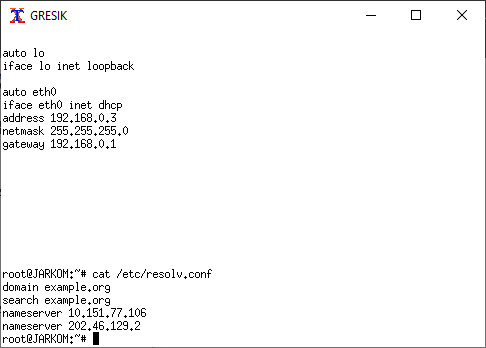 GRESIK
auto lo
iface lo inet loopback
auto eth0
iface eth0 inet dhcp
address 192.168.0.3
netmask 255.255.255.0
gateway 192.168.0.1
root@JARKOM:~# cat /etc/resolv.conf
domain example.org
search example.org
nameserver 10.151.77.106
nameserver 202.46.129.2
root@JARKOM:~#